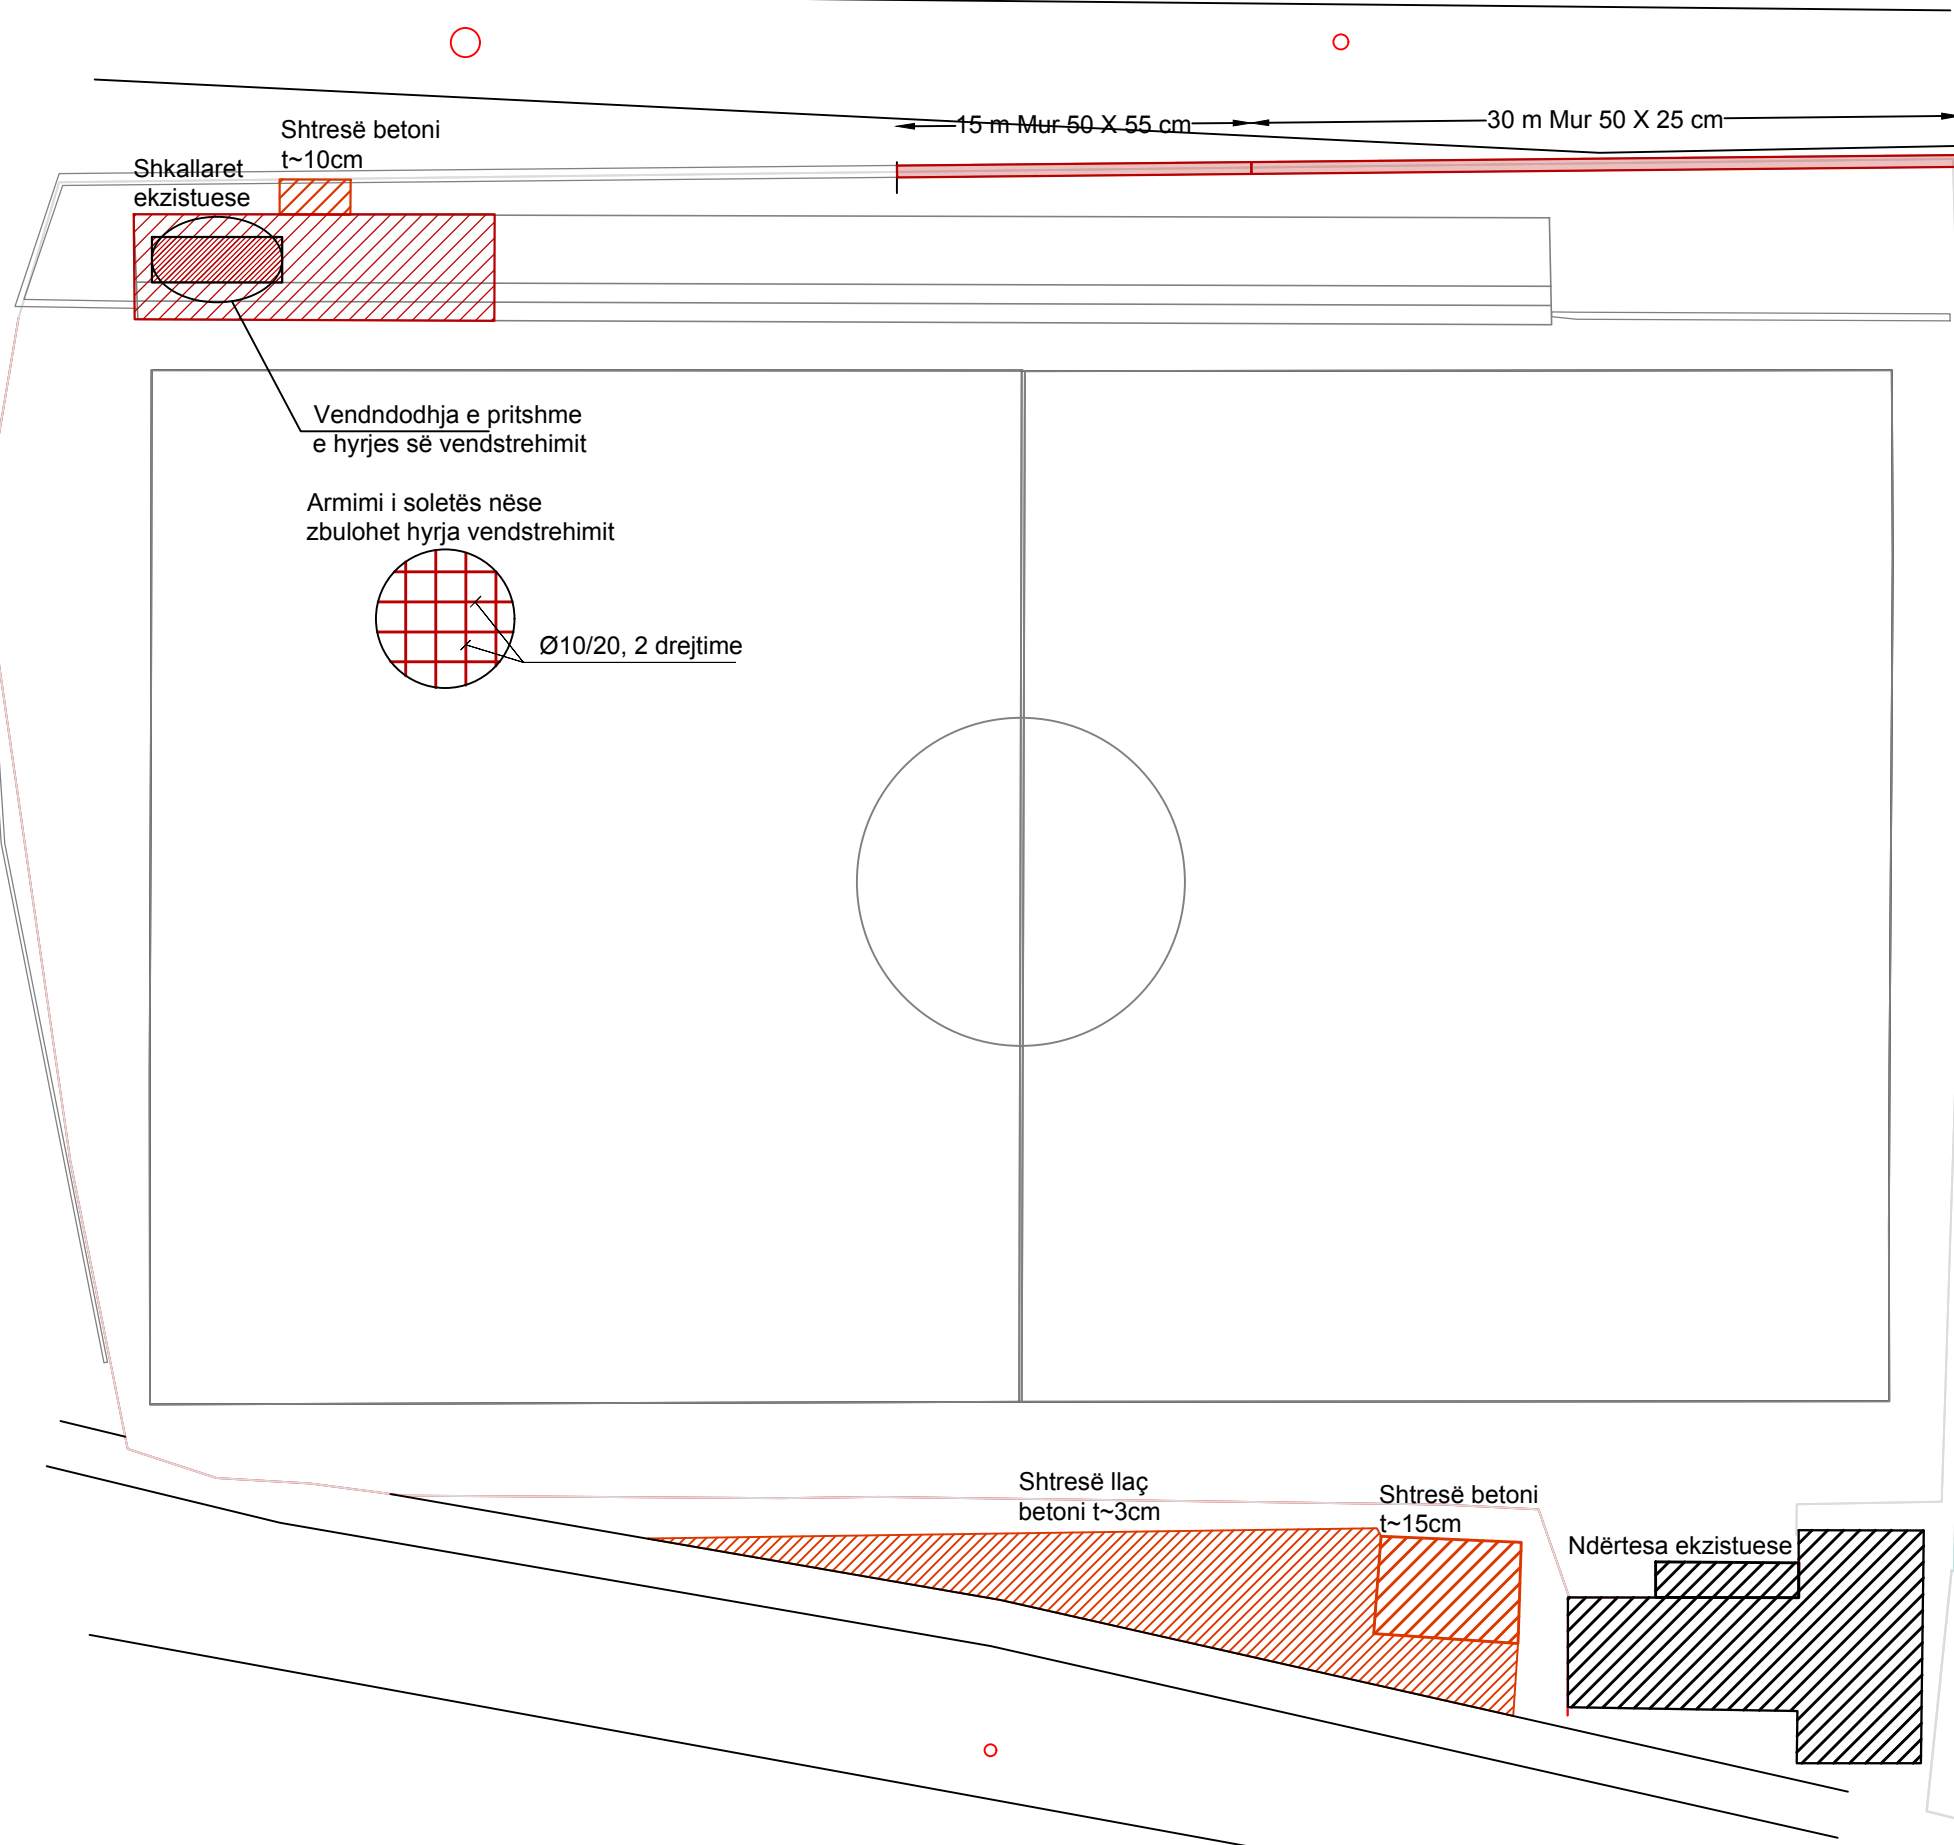 15 m Mur 50 X 55 cm
30 m Mur 50 X 25 cm
Shtresë betoni
t~10cm
Shkallaret
ekzistuese
Vendndodhja e pritshme
e hyrjes së vendstrehimit
Armimi i soletës nëse
zbulohet hyrja vendstrehimit
Ø10/20, 2 drejtime
Shtresë llaç
betoni t~3cm
Shtresë betoni
t~15cm
Ndërtesa ekzistuese